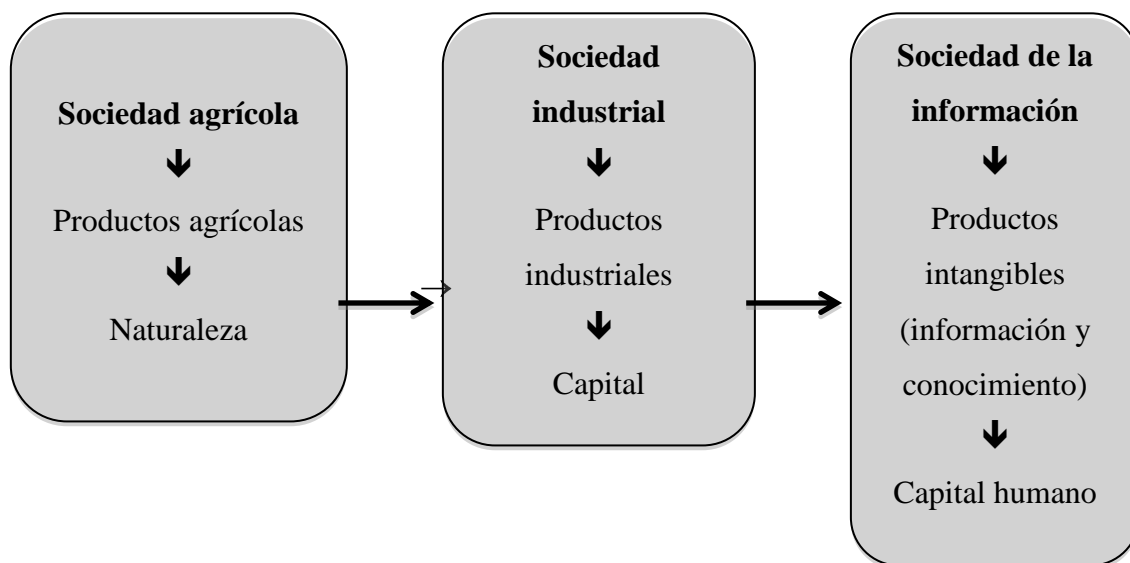 Sociedad agrícola
🡻
Productos agrícolas
🡻
Naturaleza
→
Sociedad
industrial
🡻
Productos
industriales
🡻
Capital
Sociedad de la
información
🡻
Productos
intangibles
(información y
conocimiento)
🡻
Capital humano